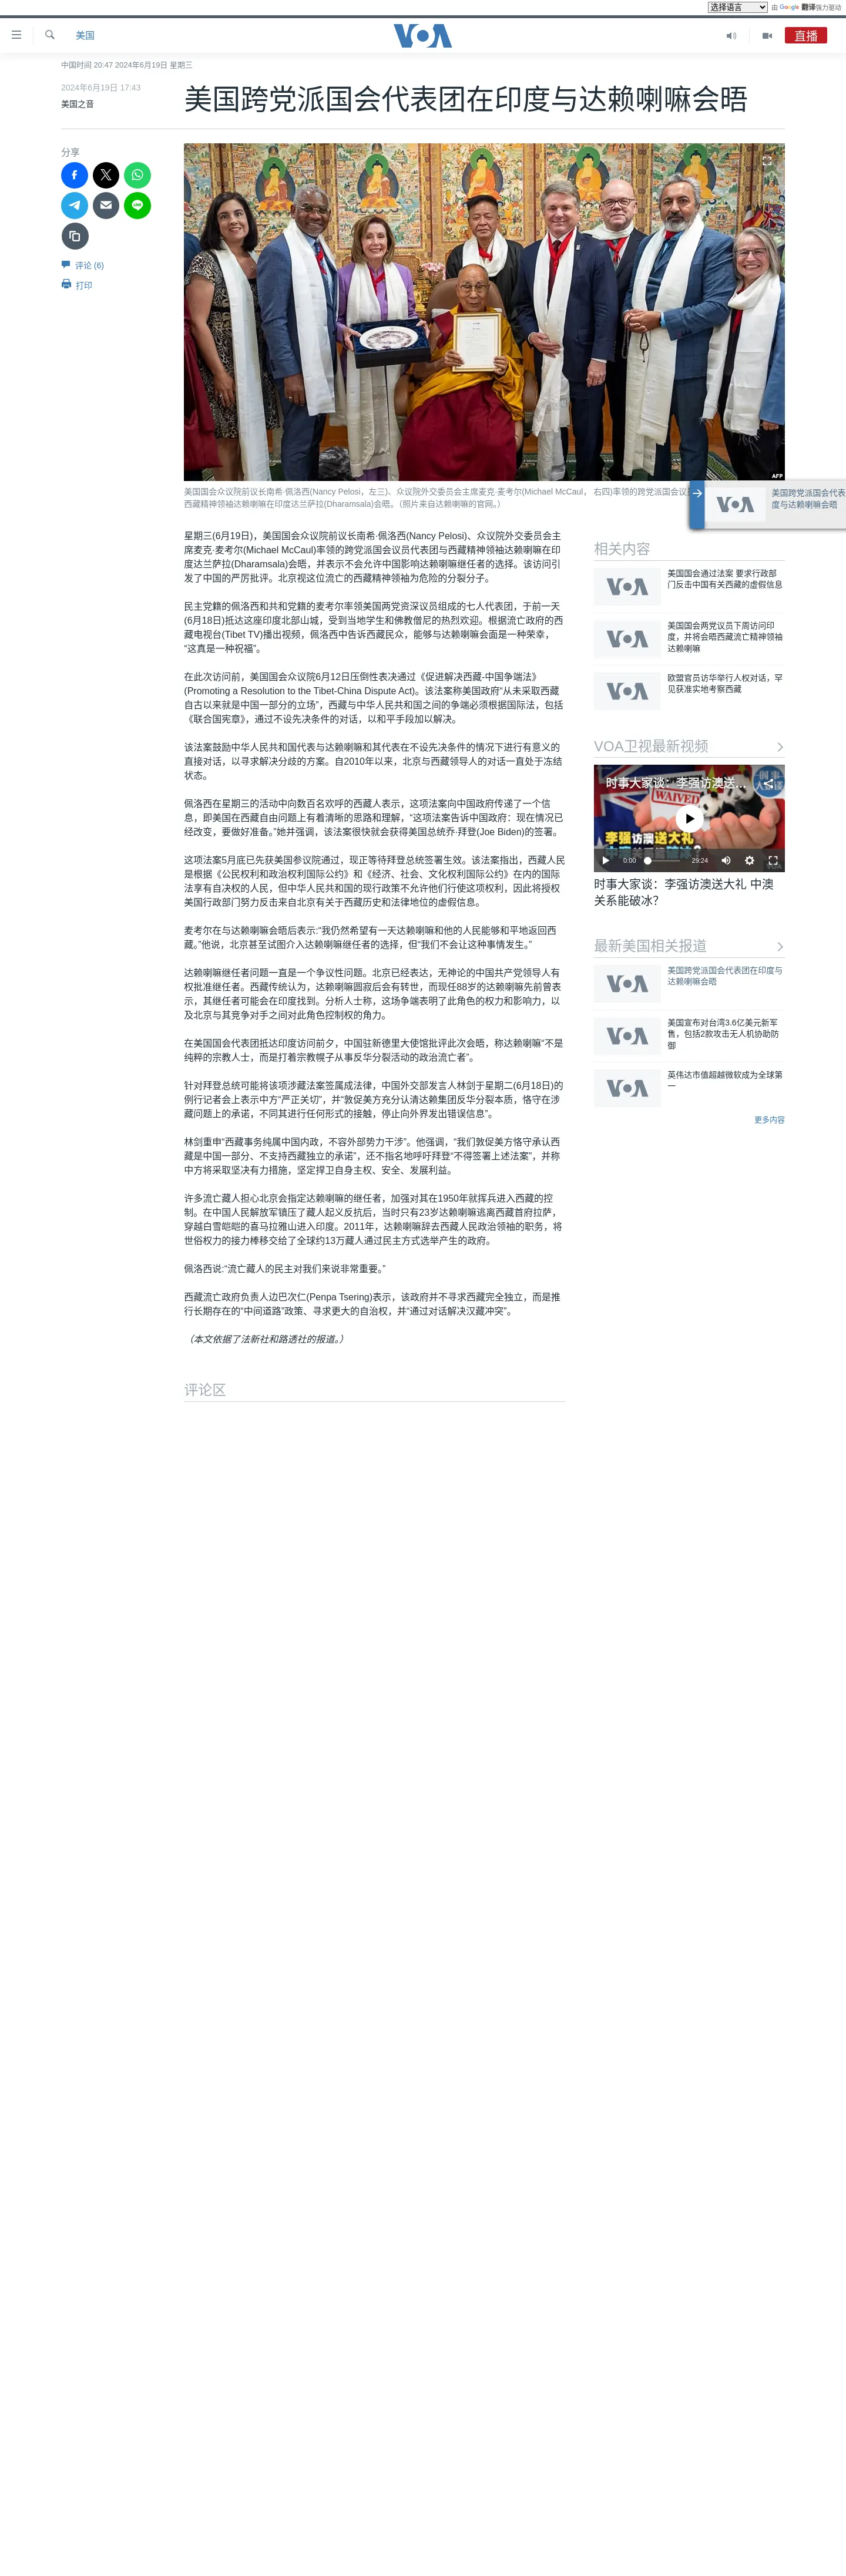 选择语言 由 Google 翻译强力驱动
美国
VOA
直播
中国时间 20:47 2024年6月19日 星期三
2024年6月19日 17:43
美国之音
美国跨党派国会代表团在印度与达赖喇嘛会晤
分享
评论 (6)
打印
AFP
美国国会众议院前议长南希·佩洛西(Nancy Pelosi，左三)、众议院外交委员会主席麦克·麦考尔(Michael McCaul， 右四)率领的跨党派国会议
西藏精神领袖达赖喇嘛在印度达兰萨拉(Dharamsala)会晤。（照片来自达赖喇嘛的官网。）
VOA
美国跨党派国会代表
度与达赖喇嘛会晤
星期三(6月19日)，美国国会众议院前议长南希·佩洛西(Nancy Pelosi)、众议院外交委员会主
席麦克·麦考尔(Michael McCaul)率领的跨党派国会议员代表团与西藏精神领袖达赖喇嘛在印
度达兰萨拉(Dharamsala)会晤，并表示不会允许中国影响达赖喇嘛继任者的选择。该访问引
发了中国的严厉批评。北京视这位流亡的西藏精神领袖为危险的分裂分子。
民主党籍的佩洛西和共和党籍的麦考尔率领美国两党资深议员组成的七人代表团，于前一天
(6月18日)抵达这座印度北部山城，受到当地学生和佛教僧尼的热烈欢迎。根据流亡政府的西
藏电视台(Tibet TV)播出视频，佩洛西中告诉西藏民众，能够与达赖喇嘛会面是一种荣幸，
“这真是一种祝福”。
在此次访问前，美国国会众议院6月12日压倒性表决通过《促进解决西藏-中国争端法》
(Promoting a Resolution to the Tibet-China Dispute Act)。该法案称美国政府“从未采取西藏
自古以来就是中国一部分的立场”，西藏与中华人民共和国之间的争端必须根据国际法，包括
《联合国宪章》，通过不设先决条件的对话，以和平手段加以解决。
该法案鼓励中华人民共和国代表与达赖喇嘛和其代表在不设先决条件的情况下进行有意义的
直接对话，以寻求解决分歧的方案。自2010年以来，北京与西藏领导人的对话一直处于冻结
状态。
佩洛西在星期三的活动中向数百名欢呼的西藏人表示，这项法案向中国政府传递了一个信
息，即美国在西藏自由问题上有着清晰的思路和理解，“这项法案告诉中国政府：现在情况已
经改变，要做好准备。”她并强调，该法案很快就会获得美国总统乔·拜登(Joe Biden)的签署。
这项法案5月底已先获美国参议院通过，现正等待拜登总统签署生效。该法案指出，西藏人民
是根据《公民权利和政治权利国际公约》和《经济、社会、文化权利国际公约》在内的国际
法享有自决权的人民，但中华人民共和国的现行政策不允许他们行使这项权利，因此将授权
美国行政部门努力反击来自北京有关于西藏历史和法律地位的虚假信息。
麦考尔在与达赖喇嘛会晤后表示:“我仍然希望有一天达赖喇嘛和他的人民能够和平地返回西
藏。”他说，北京甚至试图介入达赖喇嘛继任者的选择，但“我们不会让这种事情发生。”
达赖喇嘛继任者问题一直是一个争议性问题。北京已经表达，无神论的中国共产党领导人有
权批准继任者。西藏传统认为，达赖喇嘛圆寂后会有转世，而现任88岁的达赖喇嘛先前曾表
示，其继任者可能会在印度找到。分析人士称，这场争端表明了此角色的权力和影响力，以
及北京与其竞争对手之间对此角色控制权的角力。
在美国国会代表团抵达印度访问前夕，中国驻新德里大使馆批评此次会晤，称达赖喇嘛“不是
纯粹的宗教人士，而是打着宗教幌子从事反华分裂活动的政治流亡者”。
针对拜登总统可能将该项涉藏法案签属成法律，中国外交部发言人林剑于星期二(6月18日)的
例行记者会上表示中方“严正关切”，并“敦促美方充分认清达赖集团反华分裂本质，恪守在涉
藏问题上的承诺，不同其进行任何形式的接触，停止向外界发出错误信息”。
林剑重申“西藏事务纯属中国内政，不容外部势力干涉”。他强调，“我们敦促美方恪守承认西
藏是中国一部分、不支持西藏独立的承诺”，还不指名地呼吁拜登“不得签署上述法案”，并称
中方将采取坚决有力措施，坚定捍卫自身主权、安全、发展利益。
许多流亡藏人担心北京会指定达赖喇嘛的继任者，加强对其在1950年就挥兵进入西藏的控
制。在中国人民解放军镇压了藏人起义反抗后，当时只有23岁达赖喇嘛逃离西藏首府拉萨，
穿越白雪皑皑的喜马拉雅山进入印度。2011年，达赖喇嘛辞去西藏人民政治领袖的职务，将
世俗权力的接力棒移交给了全球约13万藏人通过民主方式选举产生的政府。
佩洛西说:“流亡藏人的民主对我们来说非常重要。”
西藏流亡政府负责人边巴次仁(Penpa Tsering)表示，该政府并不寻求西藏完全独立，而是推
行长期存在的“中间道路”政策、寻求更大的自治权，并“通过对话解决汉藏冲突”。
（本文依据了法新社和路透社的报道。）
评论区
相关内容
VOA
美国国会通过法案 要求行政部
门反击中国有关西藏的虚假信息
VOA
美国国会两党议员下周访问印
度，并将会晤西藏流亡精神领袖
达赖喇嘛
VOA
欧盟官员访华举行人权对话，罕
见获准实地考察西藏
VOA卫视最新视频
时事大家谈：李强访澳送…
WAIVED
李强访澳送大礼
0:00
29:24
时事大家谈：李强访澳送大礼 中澳
关系能破冰？
最新美国相关报道
VOA
美国跨党派国会代表团在印度与
达赖喇嘛会晤
VOA
美国宣布对台湾3.6亿美元新军
售，包括2款攻击无人机协助防
御
VOA
英伟达市值超越微软成为全球第
一
更多内容